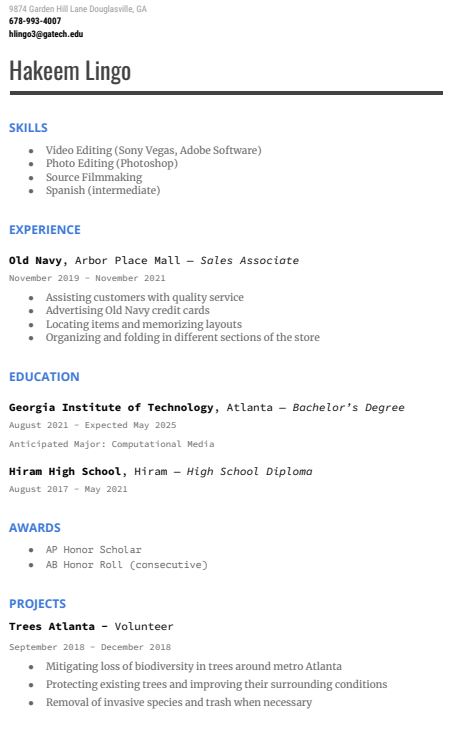 9874 Garden Hill Lane Douglasville, GA
678-993-4007
hlingo3@gatech.edu
Hakeem Lingo
SKILLS
● Video Editing (Sony Vegas, Adobe Software)
● Photo Editing (Photoshop)
● Source Filmmaking
● Spanish (intermediate)
EXPERIENCE
Old Navy, Arbor Place Mall — Sales Associate
November 2019 - November 2021
● Assisting customers with quality service
● Advertising Old Navy credit cards
● Locating items and memorizing layouts
● Organizing and folding in different sections of the store
EDUCATION
Georgia Institute of Technology, Atlanta — Bachelor’s Degree
August 2021 - Expected May 2025
Anticipated Major: Computational Media
Hiram High School, Hiram — High School Diploma
August 2017 - May 2021
AWARDS
● AP Honor Scholar
● AB Honor Roll (consecutive)
PROJECTS
Trees Atlanta - Volunteer
September 2018 - December 2018
● Mitigating loss of biodiversity in trees around metro Atlanta
● Protecting existing trees and improving their surrounding conditions
● Removal of invasive species and trash when necessary